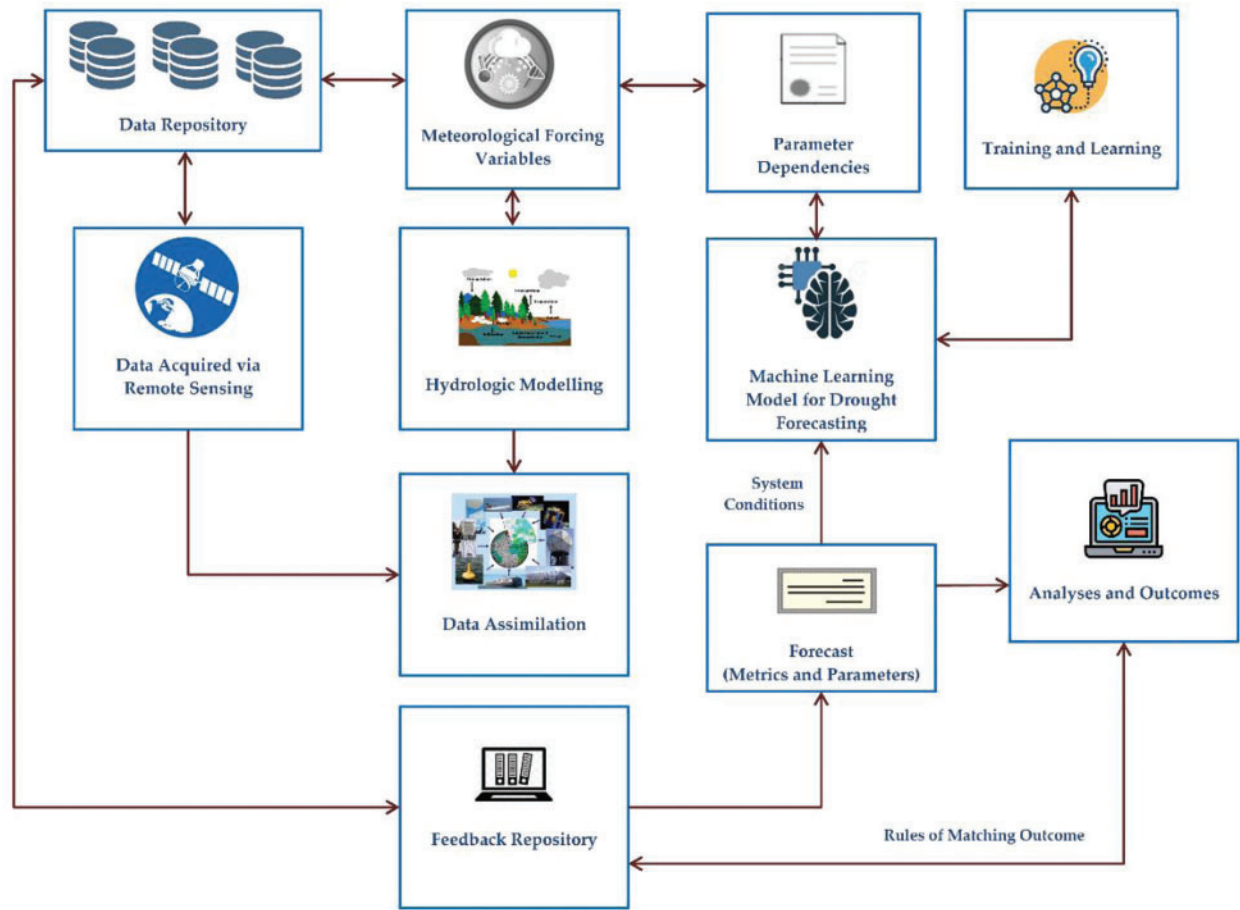 Data Repository
Meteorological Forcing
Variables
Parameter
Dependencies
Training and Learning
Data Acquired via
Remote Sensing
Hydrologic Modelling
Machine Learning
Model for Drought
Forecasting
System
Conditions
Data Assimilation
Forecast
(Metrics and Parameters)
Analyses and Outcomes
Feedback Repository
Rules of Matching Outcome